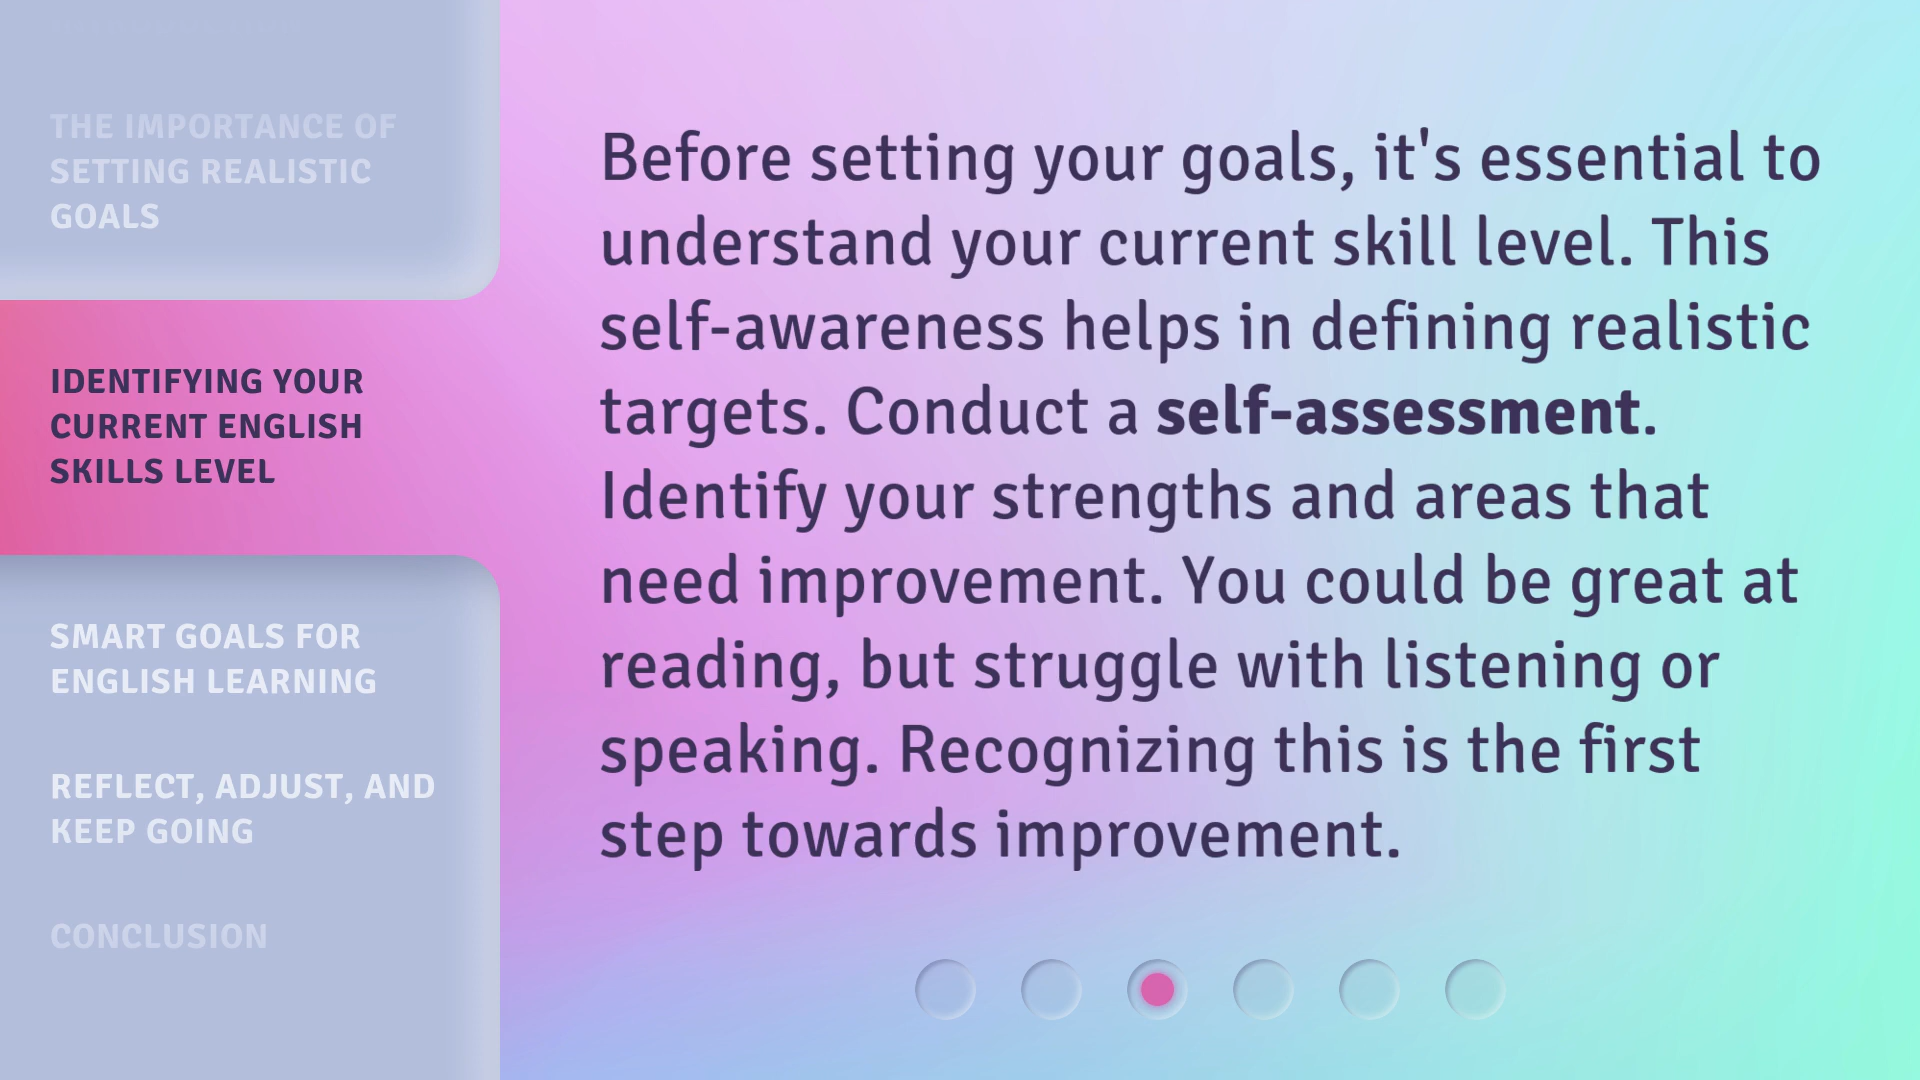 THE IMPORTANCE OF
SETTING REALISTIC
GOALS
IDENTIFYING YOUR
CURRENT ENGLISH
SKILLS LEVEL
SMART GOALS FOR
ENGLISH LEARNING
REFLECT, ADJUST, AND
KEEP GOING
CONCLUSION
Before setting your goals, it's essential to
understand your current skill level. This
self-awareness helps in defining realistic
targets. Conduct a self-assessment.
Identify your strengths and areas that
need improvement. You could be great at
reading, but struggle with listening or
speaking. Recognizing this is the first
step towards improvement.